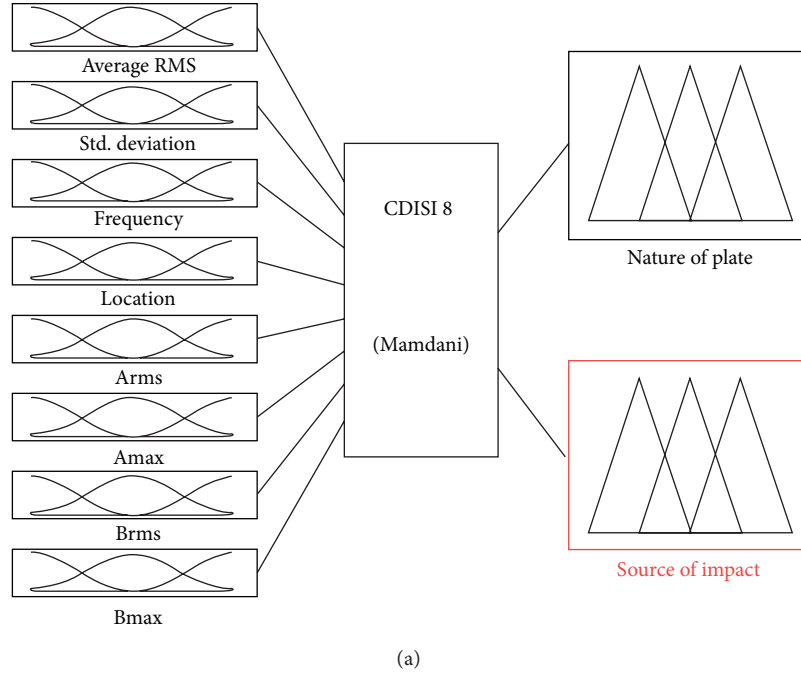 Average RMS
Std. deviation
Frequency
Location
Arms
Amax
Brms
Bmax
CDISI 8
(Mamdani)
Nature of plate
Source of impact
(a)